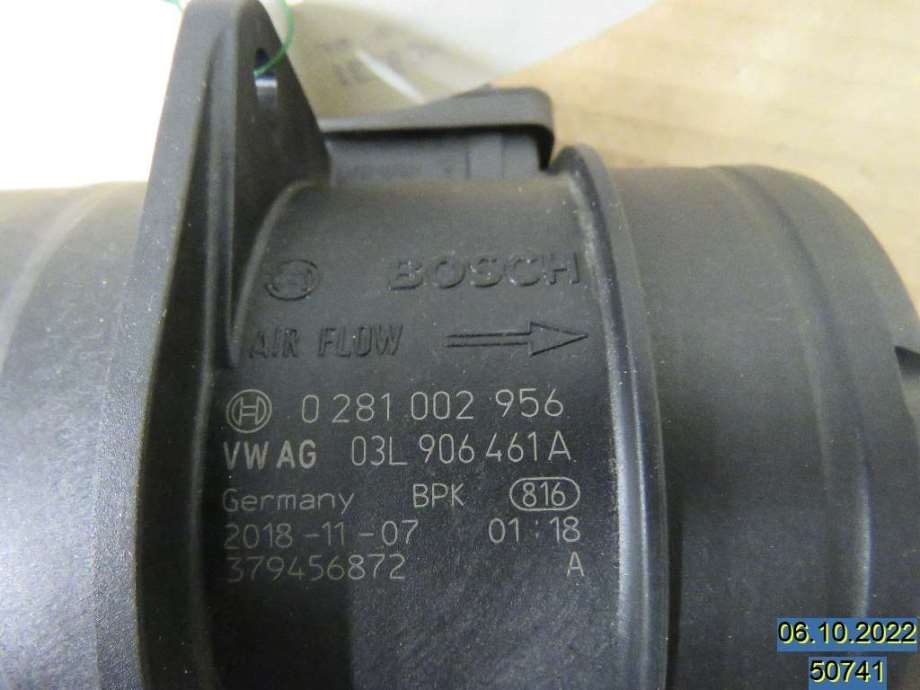 BOSCH
AIR FLOW
0 281 002 956
VW AG 03L 906 461 A
Germany BPK 816
2018-11-07 01:18
379456872 A
06.10.2022
50741